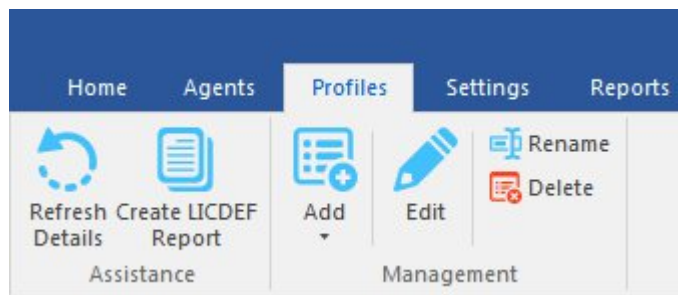 Home Agents Profiles Settings Reports
Refresh Details
Create LICDEF Report
Add
Edit
Rename
Delete
Assistance
Management